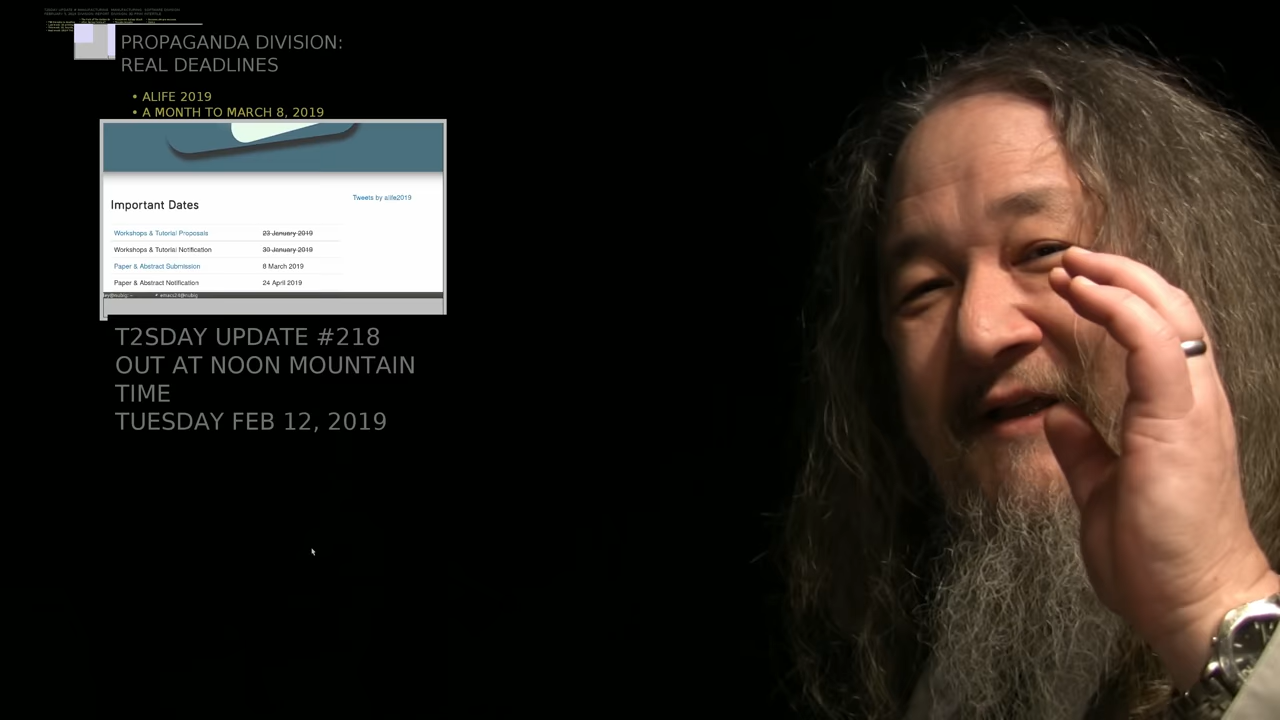 PROPAGANDA DIVISION:
REAL DEADLINES
• ALIFE 2019
• A MONTH TO MARCH 8, 2019
Important Dates
Tweets by alife2019
Workshops & Tutorial Proposals 23 January 2019
Workshops & Tutorial Notification 30 January 2019
Paper & Abstract Submission 8 March 2019
Paper & Abstract Notification 24 April 2019
T2SDAY UPDATE #218
OUT AT NOON MOUNTAIN
TIME
TUESDAY FEB 12, 2019